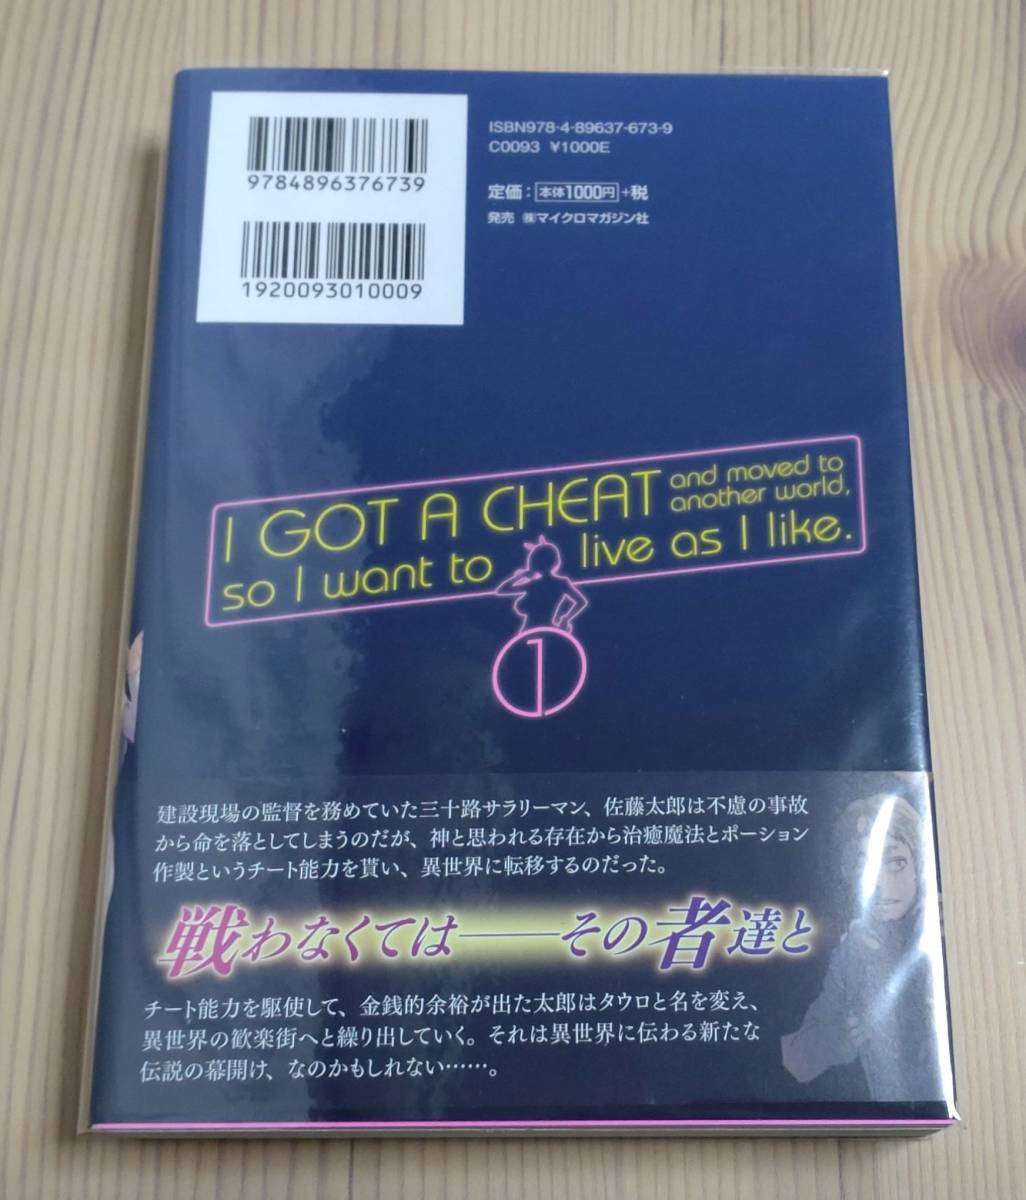 9784896376739
1920093010009
ISBN978-4-89637-673-9
C0093 ¥1000E
定価：本体1000円+税
発売 ㈱マイクロマガジン社
I GOT A CHEAT and moved to
another world,
so I want to live as I like.
1
建設現場の監督を務めていた三十路サラリーマン、佐藤太郎は不慮の事故
から命を落としてしまうのだが、神と思われる存在から治癒魔法とポーション
作製というチート能力を貰い、異世界に転移するのだった。
戦わなくては――その者達と
チート能力を駆使して、金銭的余裕が出た太郎はタウロと名を変え、
異世界の歓楽街へと繰り出していく。それは異世界に伝わる新たな
伝説の幕開け、なのかもしれない……。